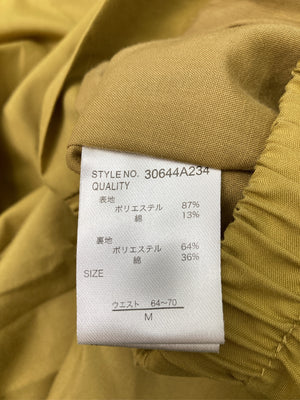 STYLE NO. 30644A234
QUALITY
表地
ポリエステル 87%
綿 13%
裏地
ポリエステル 64%
綿 36%
SIZE
ウエスト 64～70
M